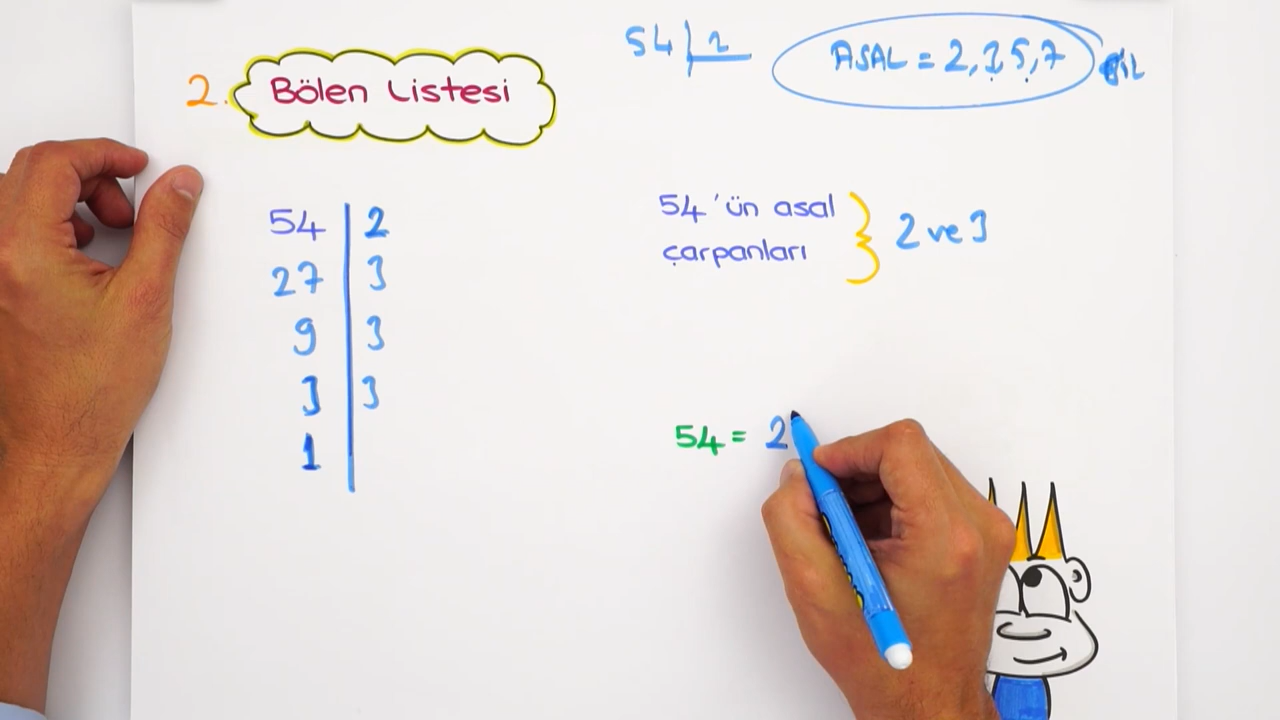 54 | 2
ASAL = 2, 3, 5, 7
BİL
2. Bölen Listesi
54 | 2
27 | 3
9 | 3
3 | 3
1 |
54'ün asal
çarpanları
2 ve 3
54 = 2